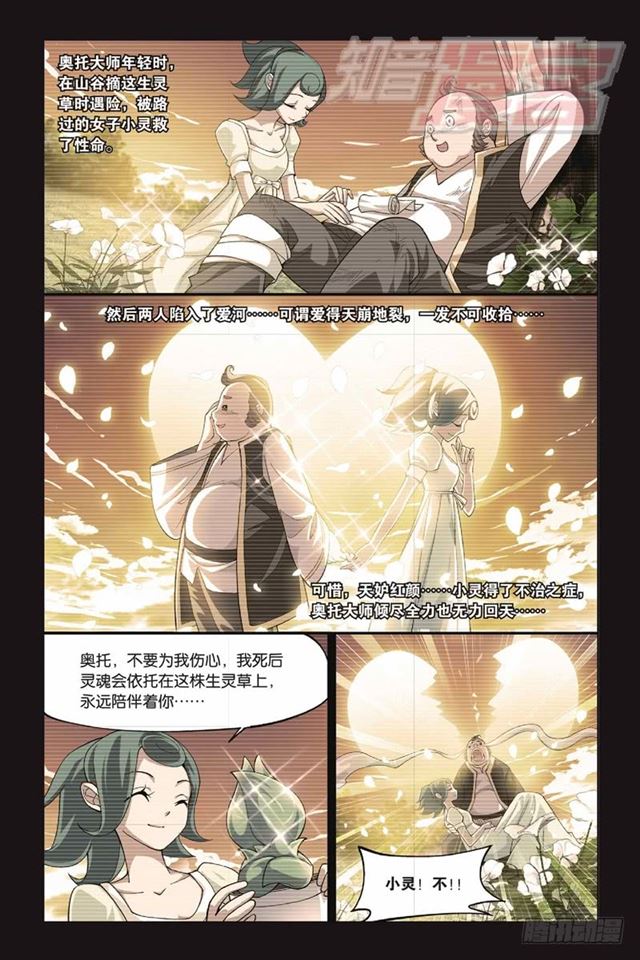 奥托大师年轻时，
在山谷摘这生灵
草时遇险，被路
过的女子小灵救
了性命。
知音漫客
然后两人陷入了爱河……可谓爱得天崩地裂，一发不可收拾……
可惜，天妒红颜……小灵得了不治之症，
奥托大师倾尽全力也无力回天……
奥托，不要为我伤心，我死后
灵魂会依托在这株生灵草上，
永远陪伴着你……
小灵！不！！
腾讯动漫